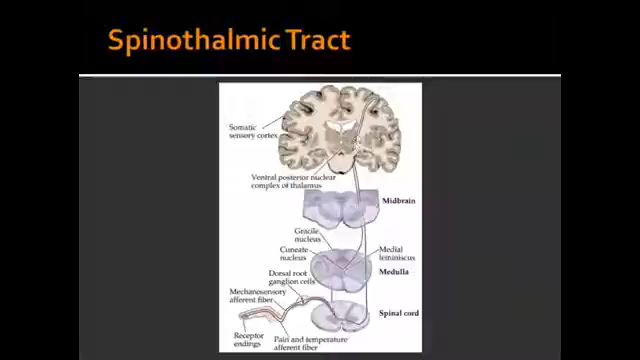 Spinothalmic Tract
Somatic
sensory cortex
Ventral posterior nuclear
complex of thalamus
Midbrain
Gracile
nucleus
Cuneate
nucleus
Medial
leminiscus
Medulla
Dorsal root
ganglion cells
Mechanosensory
afferent fiber
Spinal cord
Receptor
endings
Pain and temperature
afferent fiber